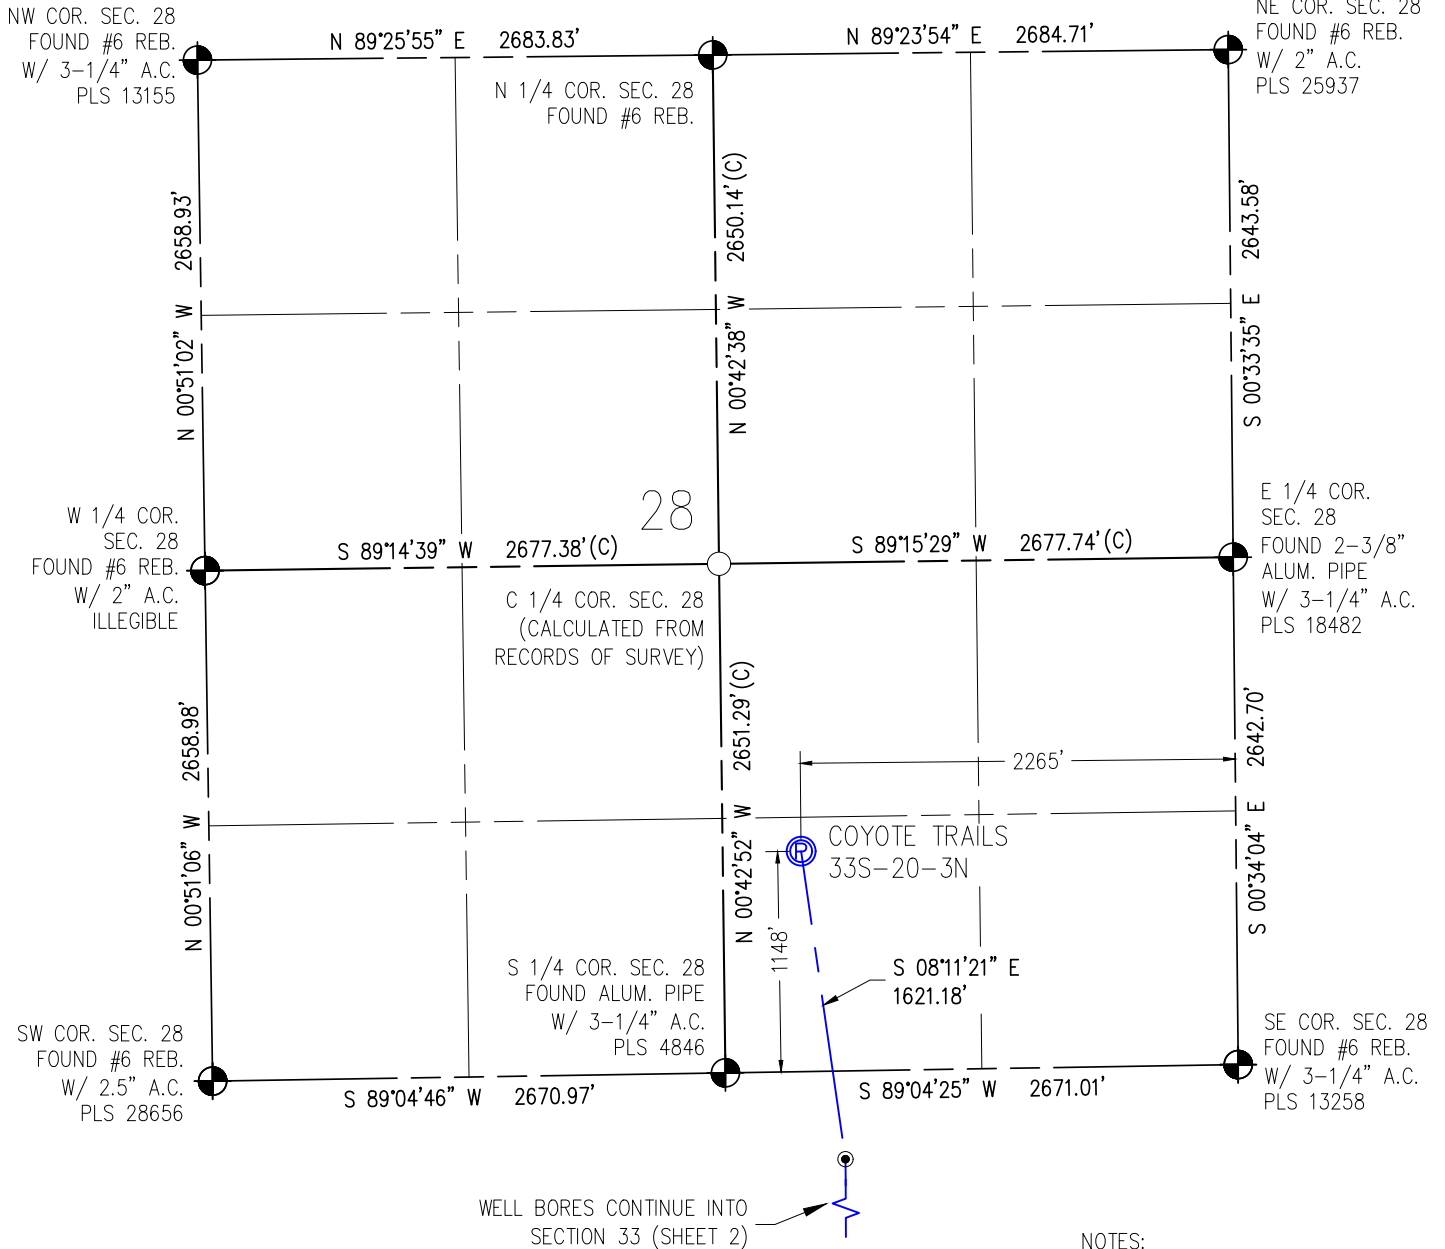 NW COR. SEC. 28
FOUND #6 REB.
W/ 3-1/4" A.C.
PLS 13155
N 89°25'55" E 2683.83'
N 1/4 COR. SEC. 28
FOUND #6 REB.
N 89°23'54" E 2684.71'
NE COR. SEC. 28
FOUND #6 REB.
W/ 2" A.C.
PLS 25937
N 00°51'02" W 2658.93'
N 00°42'38" W 2650.14'(C)
S 00°33'35" E 2643.58'
28
W 1/4 COR.
SEC. 28
FOUND #6 REB.
W/ 2" A.C.
ILLEGIBLE
S 89°14'39" W 2677.38'(C)
S 89°15'29" W 2677.74'(C)
C 1/4 COR. SEC. 28
(CALCULATED FROM
RECORDS OF SURVEY)
E 1/4 COR.
SEC. 28
FOUND 2-3/8"
ALUM. PIPE
W/ 3-1/4" A.C.
PLS 18482
N 00°51'06" W 2658.98'
N 00°42'52" W 2651.29'(C)
S 00°34'04" E 2642.70'
2265'
P
COYOTE TRAILS
33S-20-3N
1148'
S 08°11'21" E
1621.18'
S 1/4 COR. SEC. 28
FOUND ALUM. PIPE
W/ 3-1/4" A.C.
PLS 4846
SW COR. SEC. 28
FOUND #6 REB.
W/ 2.5" A.C.
PLS 28656
S 89°04'46" W 2670.97'
S 89°04'25" W 2671.01'
SE COR. SEC. 28
FOUND #6 REB.
W/ 3-1/4" A.C.
PLS 13258
WELL BORES CONTINUE INTO
SECTION 33 (SHEET 2)
NOTES: